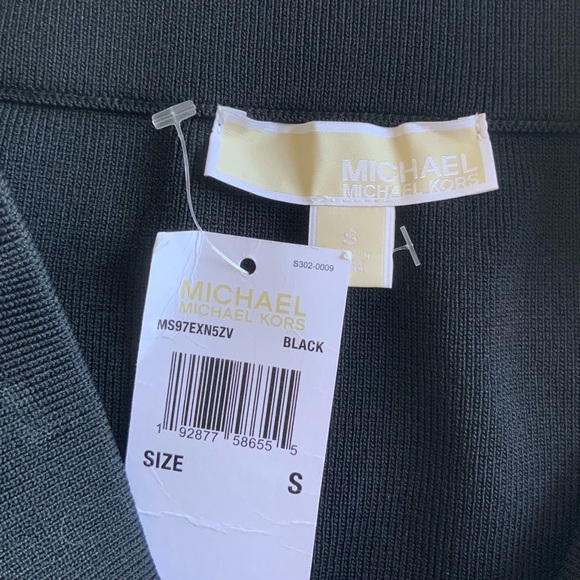 MICHAEL
MICHAEL KORS
S
S302-0009
MICHAEL
MICHAEL KORS
MS97EXN5ZV BLACK
1 92877 58655 5
SIZE S